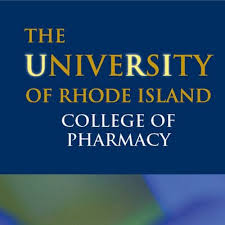 THE
UNIVERSITY
OF RHODE ISLAND
COLLEGE OF
PHARMACY